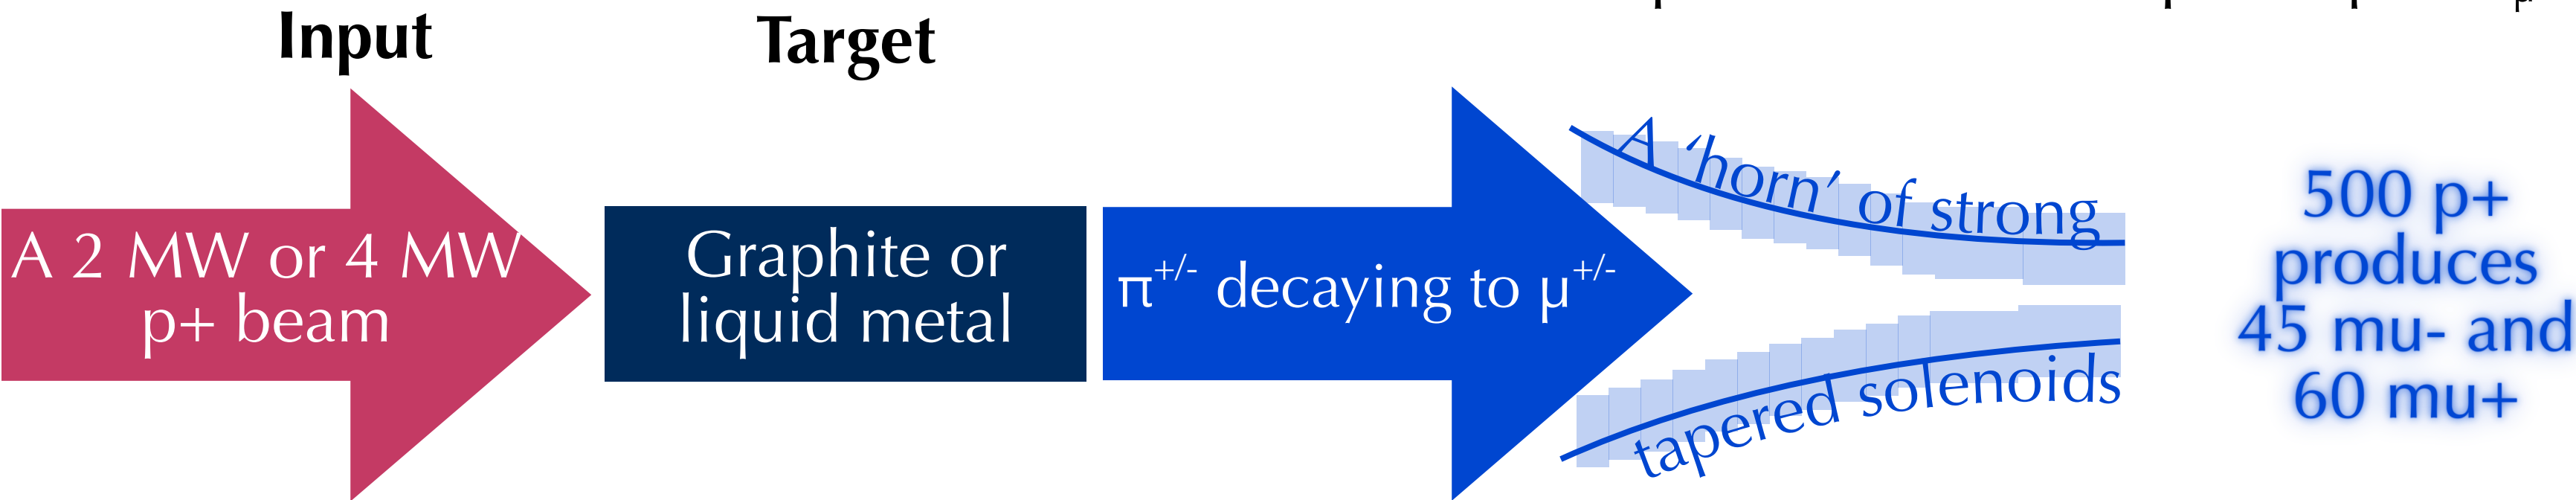 Input
Target
A 2 MW or 4 MW
p+ beam
Graphite or
liquid metal
π+/- decaying to μ+/-
A ‘horn’ of strong
tapered solenoids
500 p+
produces
45 mu- and
60 mu+